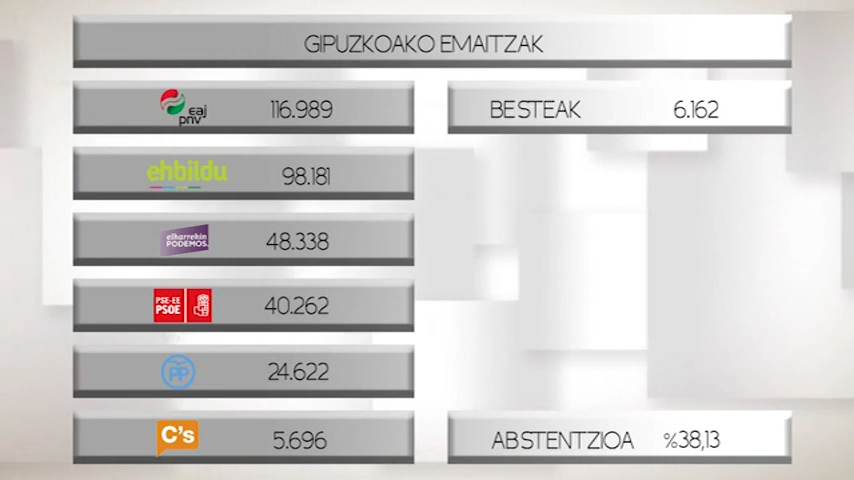 GIPUZKOAKO EMAITZAK
eaj
pnv 116.989
ehbildu 98.181
elkarrekin
PODEMOS. 48.338
PSE-EE
PSOE 40.262
PP 24.622
C's 5.696
BESTEAK 6.162
ABSTENTZIOA %38,13